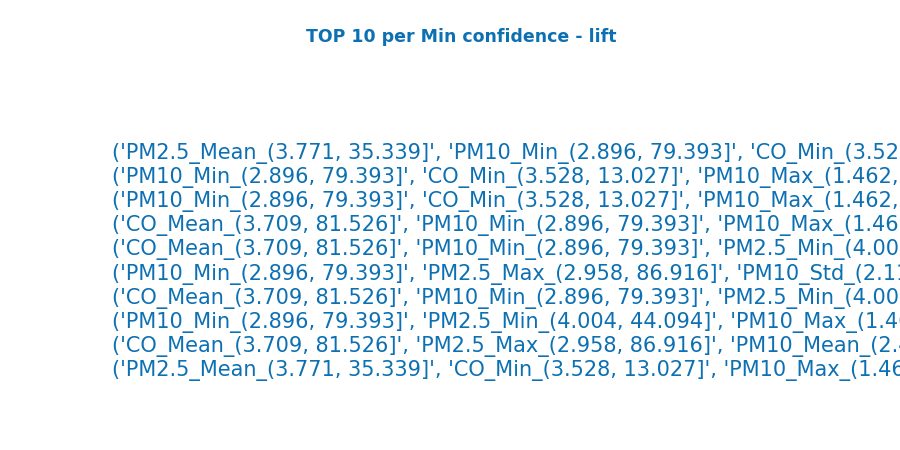 TOP 10 per Min confidence - lift
('PM2.5_Mean_(3.771, 35.339]', 'PM10_Min_(2.896, 79.393]', 'CO_Min_(3.52
('PM10_Min_(2.896, 79.393]', 'CO_Min_(3.528, 13.027]', 'PM10_Max_(1.462,
('PM10_Min_(2.896, 79.393]', 'CO_Min_(3.528, 13.027]', 'PM10_Max_(1.462,
('CO_Mean_(3.709, 81.526]', 'PM10_Min_(2.896, 79.393]', 'PM10_Max_(1.46
('CO_Mean_(3.709, 81.526]', 'PM10_Min_(2.896, 79.393]', 'PM2.5_Min_(4.00
('PM10_Min_(2.896, 79.393]', 'PM2.5_Max_(2.958, 86.916]', 'PM10_Std_(2.11
('CO_Mean_(3.709, 81.526]', 'PM10_Min_(2.896, 79.393]', 'PM2.5_Min_(4.00
('PM10_Min_(2.896, 79.393]', 'PM2.5_Min_(4.004, 44.094]', 'PM10_Max_(1.46
('CO_Mean_(3.709, 81.526]', 'PM2.5_Max_(2.958, 86.916]', 'PM10_Mean_(2.4
('PM2.5_Mean_(3.771, 35.339]', 'CO_Min_(3.528, 13.027]', 'PM10_Max_(1.46